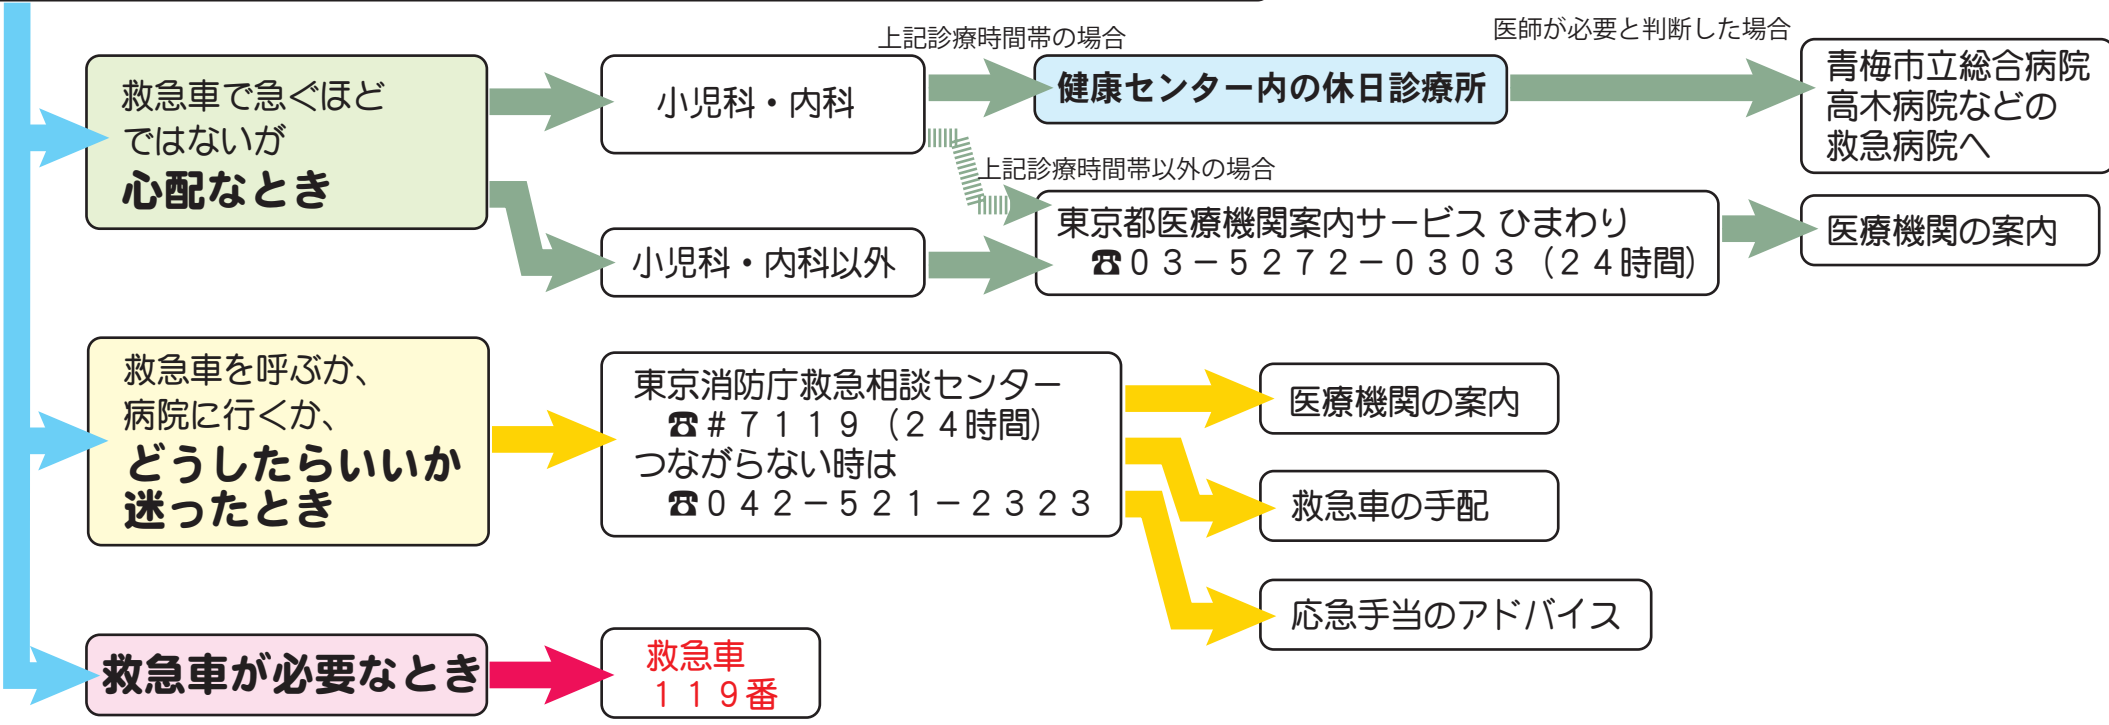 上記診療時間帯の場合
医師が必要と判断した場合
救急車で急ぐほど
ではないが
心配なとき
小児科・内科
健康センター内の休日診療所
青梅市立総合病院
高木病院などの
救急病院へ
上記診療時間帯以外の場合
小児科・内科以外
東京都医療機関案内サービス ひまわり
☎０３－５２７２－０３０３（２４時間）
医療機関の案内
救急車を呼ぶか、
病院に行くか、
どうしたらいいか
迷ったとき
東京消防庁救急相談センター
☎＃７１１９（２４時間）
つながらない時は
☎０４２－５２１－２３２３
医療機関の案内
救急車の手配
応急手当のアドバイス
救急車が必要なとき
救急車
１１９番